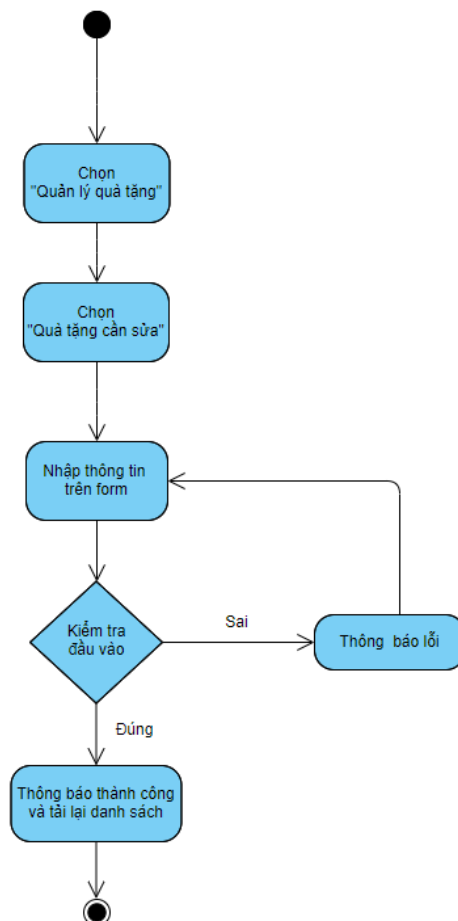 Chọn
"Quản lý quà tặng"
Chọn
"Quà tặng cần sửa"
Nhập thông tin
trên form
Kiểm tra
đầu vào
Sai
Thông báo lỗi
Đúng
Thông báo thành công
và tải lại danh sách